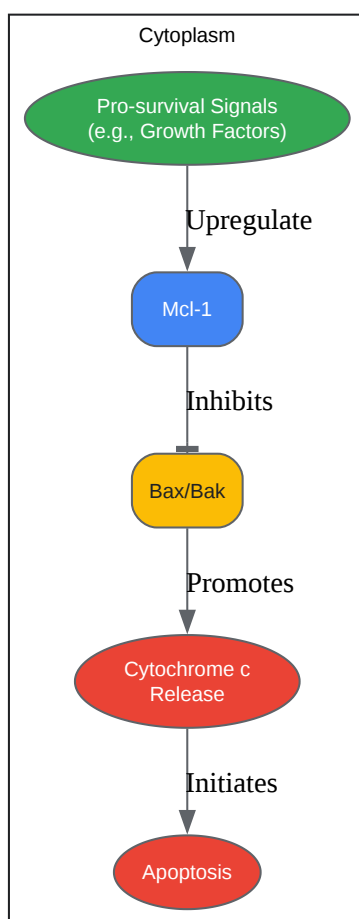 Cytoplasm
Pro-survival Signals
(e.g., Growth Factors)
Upregulate
Mcl-1
Inhibits
Bax/Bak
Promotes
Cytochrome c
Release
Initiates
Apoptosis